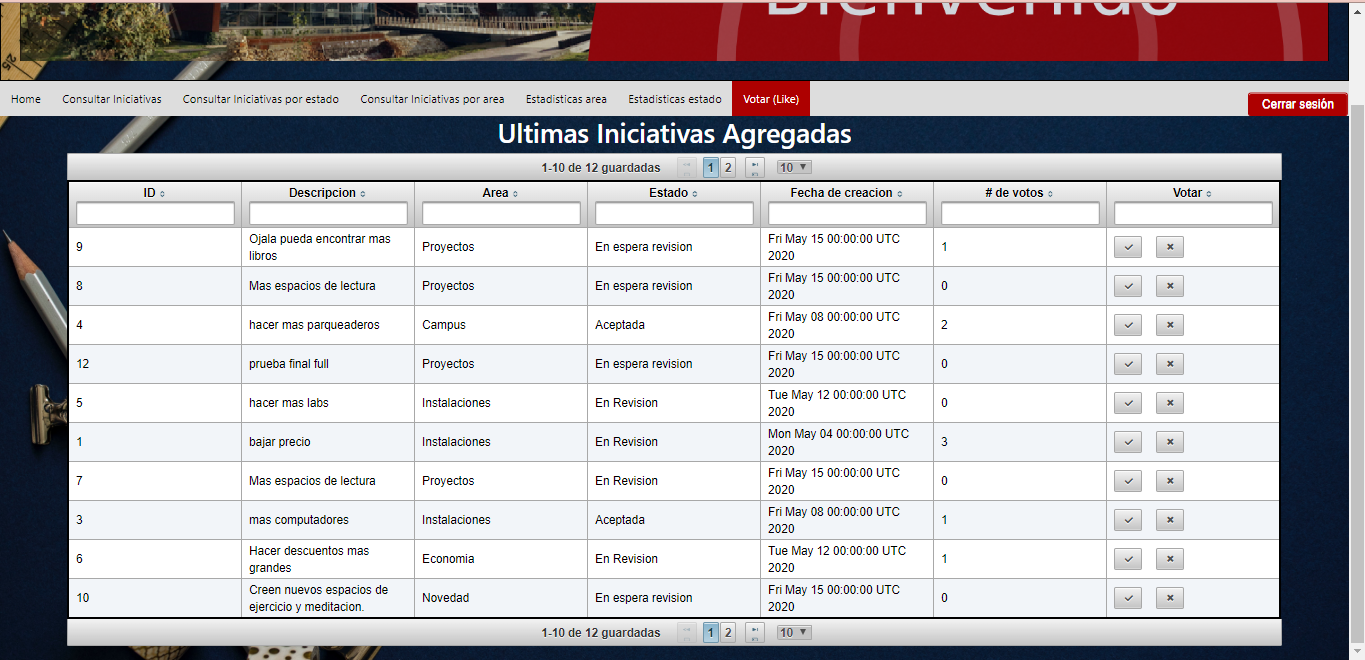 Bienvenido
Home Consultar Iniciativas Consultar Iniciativas por estado Consultar Iniciativas por area Estadisticas area Estadisticas estado Votar (Like) Cerrar sesión
Ultimas Iniciativas Agregadas
1-10 de 12 guardadas 1 2 10
ID Descripcion Area Estado Fecha de creacion # de votos Votar
9 Ojala pueda encontrar mas libros Proyectos En espera revision Fri May 15 00:00:00 UTC 2020 1
8 Mas espacios de lectura Proyectos En espera revision Fri May 15 00:00:00 UTC 2020 0
4 hacer mas parqueaderos Campus Aceptada Fri May 08 00:00:00 UTC 2020 2
12 prueba final full Proyectos En espera revision Fri May 15 00:00:00 UTC 2020 0
5 hacer mas labs Instalaciones En Revision Tue May 12 00:00:00 UTC 2020 0
1 bajar precio Instalaciones En Revision Mon May 04 00:00:00 UTC 2020 3
7 Mas espacios de lectura Proyectos En Revision Fri May 15 00:00:00 UTC 2020 0
3 mas computadores Instalaciones Aceptada Fri May 08 00:00:00 UTC 2020 1
6 Hacer descuentos mas grandes Economia En Revision Tue May 12 00:00:00 UTC 2020 1
10 Creen nuevos espacios de ejercicio y meditacion. Novedad En espera revision Fri May 15 00:00:00 UTC 2020 0
1-10 de 12 guardadas 1 2 10